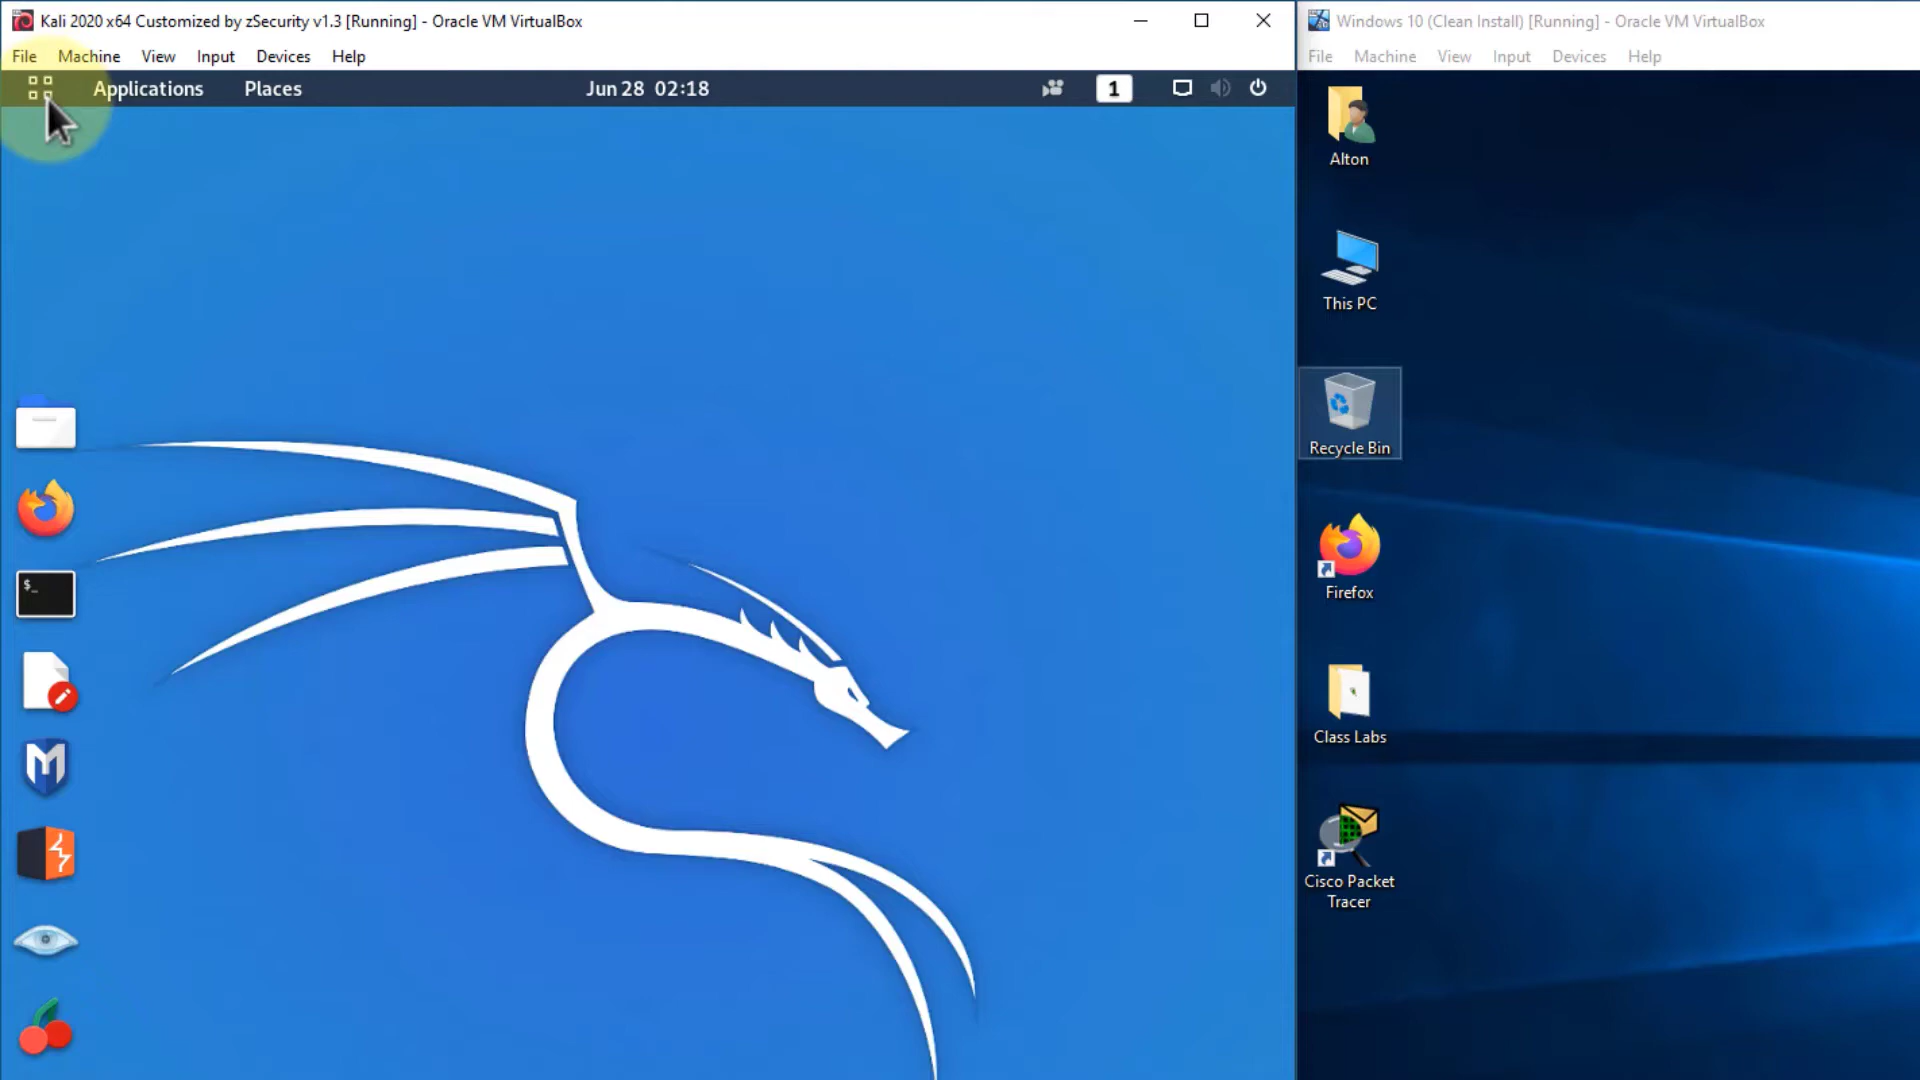 Kali 2020 x64 Customized by zSecurity v1.3 [Running] - Oracle VM VirtualBox
File Machine View Input Devices Help
Applications Places Jun 28 02:18 1
$_
Windows 10 (Clean Install) [Running] - Oracle VM VirtualBox
File Machine View Input Devices Help
Alton
This PC
Recycle Bin
Firefox
Class Labs
Cisco Packet
Tracer